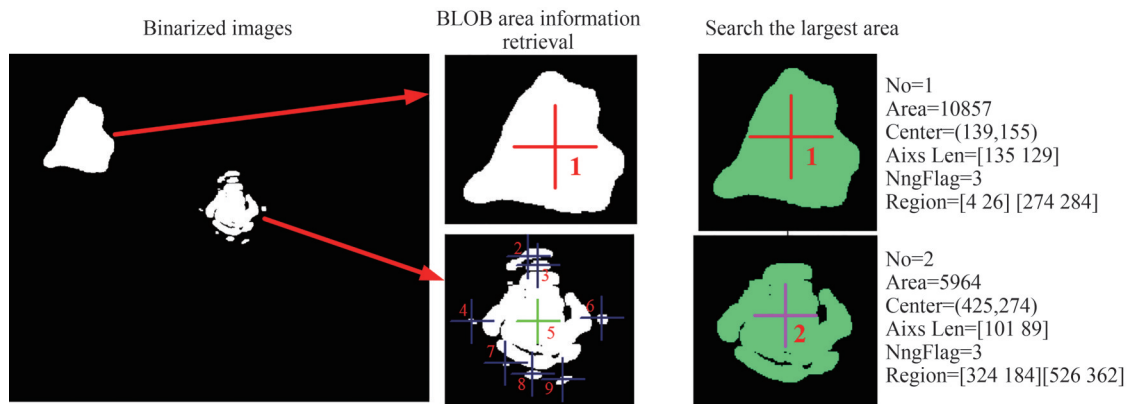 Binarized images
BLOB area information
retrieval
Search the largest area
1
1
No=1
Area=10857
Center=(139,155)
Aixs Len=[135 129]
NngFlag=3
Region=[4 26] [274 284]
2
3
4
6
5
7
8
9
2
No=2
Area=5964
Center=(425,274)
Aixs Len=[101 89]
NngFlag=3
Region=[324 184][526 362]